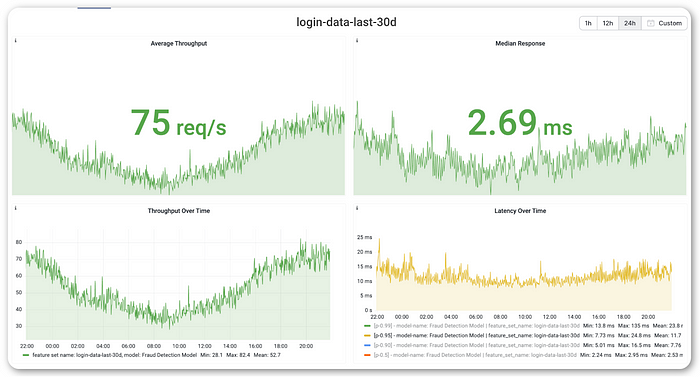 login-data-last-30d
1h 12h 24h Custom
i
Average Throughput
75 req/s
i
Median Response
2.69 ms
i
Throughput Over Time
80
70
60
50
40
30
22:00 00:00 02:00 04:00 06:00 08:00 10:00 12:00 14:00 16:00 18:00 20:00
feature set name: login-data-last-30d, model: Fraud Detection Model Min: 28.1 Max: 82.4 Mean: 52.7
i
Latency Over Time
25 ms
20 ms
15 ms
10 ms
5 ms
0 s
22:00 00:00 02:00 04:00 06:00 08:00 10:00 12:00 14:00 16:00 18:00 20:00
[p-0.99] - model-name: Fraud Detection Model | feature_set_name: login-data-last-30d Min: 13.8 ms Max: 135 ms Mean: 23.8
[p-0.95] - model-name: Fraud Detection Model | feature_set_name: login-data-last-30d Min: 7.73 ms Max: 24.8 ms Mean: 11.7
[p-0.90] - model-name: Fraud Detection Model | feature_set_name: login-data-last-30d Min: 5.01 ms Max: 16.5 ms Mean: 7.76
[p-0.5] - model-name: Fraud Detection Model | feature_set_name: login-data-last-30d Min: 2.24 ms Max: 2.95 ms Mean: 2.53